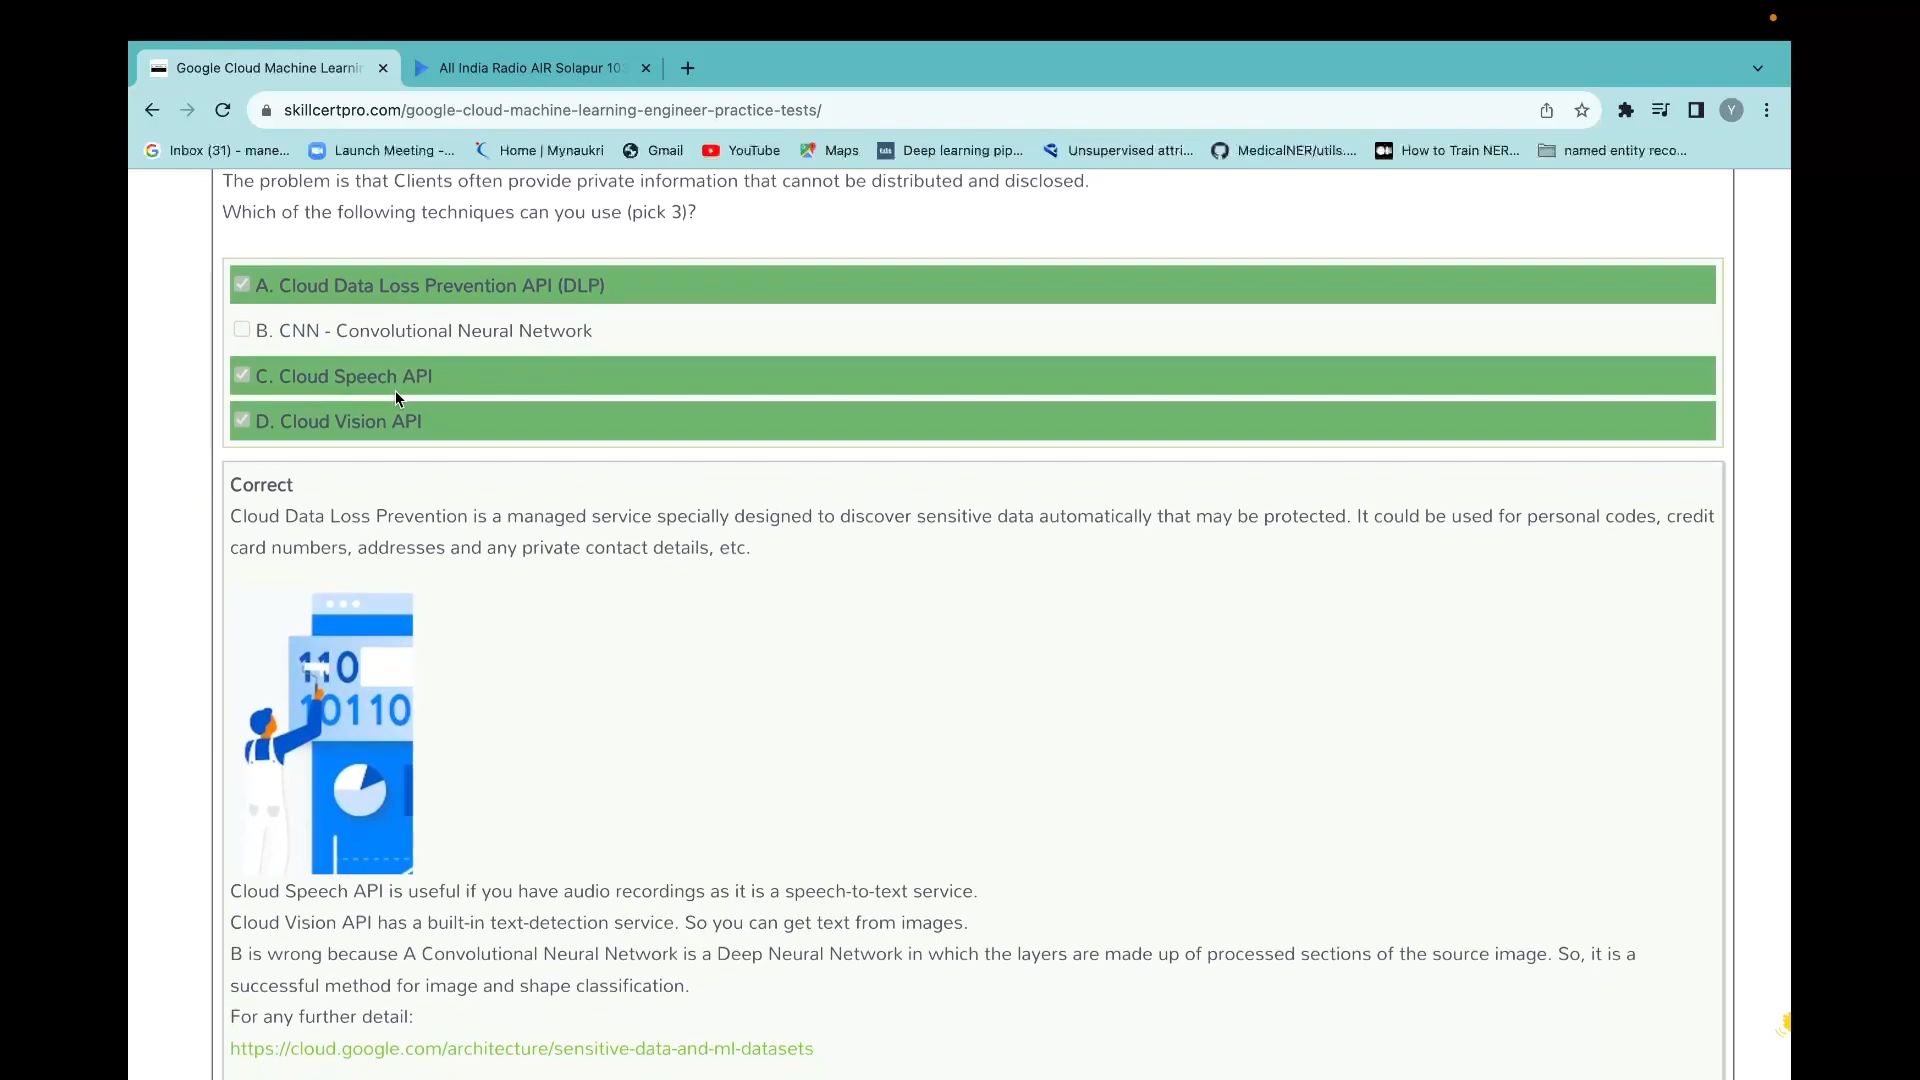 Google Cloud Machine Learnin
All India Radio AIR Solapur 103
skillcertpro.com/google-cloud-machine-learning-engineer-practice-tests/
Y
Inbox (31) - mane...
Launch Meeting -...
Home | Mynaukri
Gmail
YouTube
Maps
Deep learning pip...
Unsupervised attri...
MedicalNER/utils....
How to Train NER...
named entity reco...
The problem is that Clients often provide private information that cannot be distributed and disclosed.
Which of the following techniques can you use (pick 3)?
A. Cloud Data Loss Prevention API (DLP)
B. CNN - Convolutional Neural Network
C. Cloud Speech API
D. Cloud Vision API
Correct
Cloud Data Loss Prevention is a managed service specially designed to discover sensitive data automatically that may be protected. It could be used for personal codes, credit
card numbers, addresses and any private contact details, etc.
110
10110
Cloud Speech API is useful if you have audio recordings as it is a speech-to-text service.
Cloud Vision API has a built-in text-detection service. So you can get text from images.
B is wrong because A Convolutional Neural Network is a Deep Neural Network in which the layers are made up of processed sections of the source image. So, it is a
successful method for image and shape classification.
For any further detail:
https://cloud.google.com/architecture/sensitive-data-and-ml-datasets